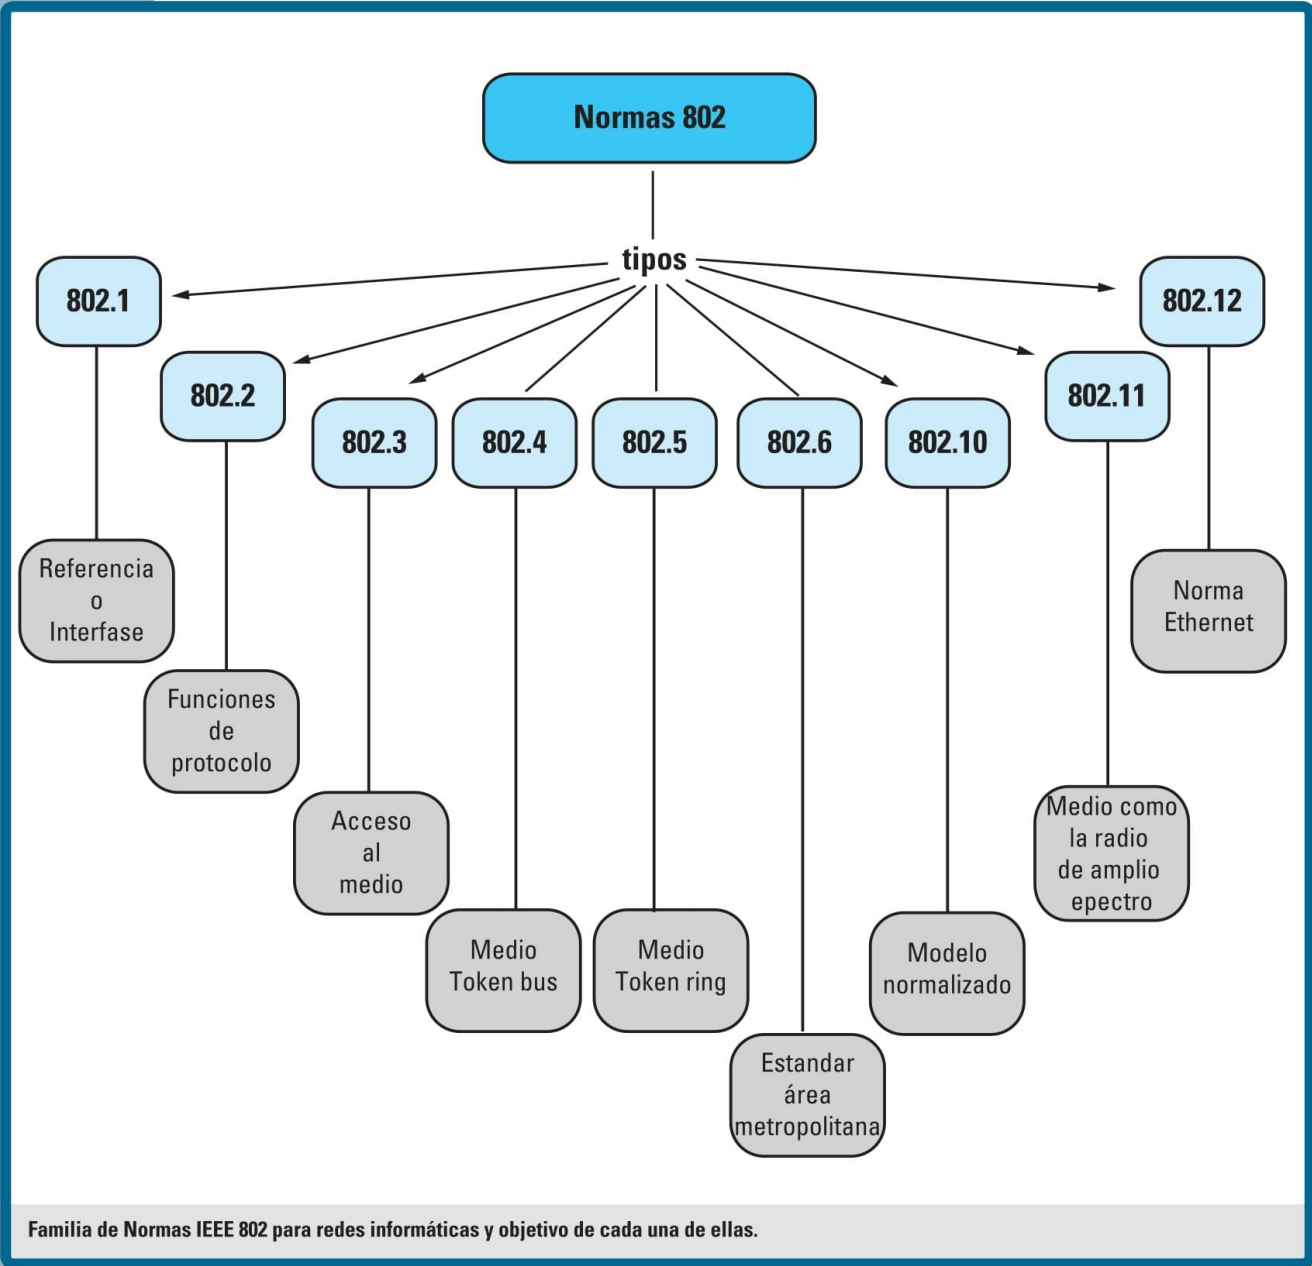 Normas 802
tipos
802.1
802.12
802.2
802.11
802.3
802.4
802.5
802.6
802.10
Referencia
o
Interfase
Norma
Ethernet
Funciones
de
protocolo
Acceso
al
medio
Medio como
la radio
de amplio
epectro
Medio
Token bus
Medio
Token ring
Modelo
normalizado
Estandar
área
metropolitana
Familia de Normas IEEE 802 para redes informáticas y objetivo de cada una de ellas.